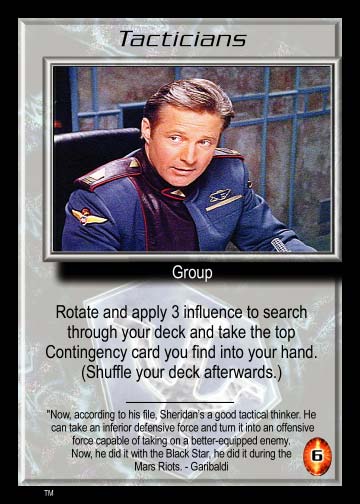 Tacticians
Group
Rotate and apply 3 influence to search
through your deck and take the top
Contingency card you find into your hand.
(Shuffle your deck afterwards.)
"Now, according to his file, Sheridan's a good tactical thinker. He
can take an inferior defensive force and turn it into an offensive
force capable of taking on a better-equipped enemy.
Now, he did it with the Black Star, he did it during the
Mars Riots. - Garibaldi
6
TM